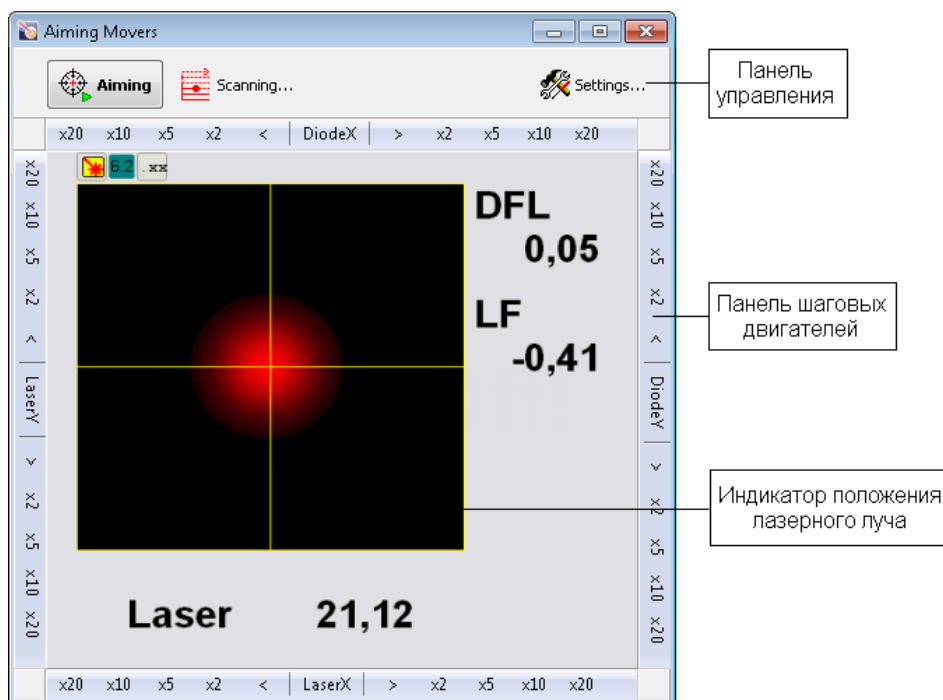 Aiming Movers
Aiming Scanning... Settings...
x20 x10 x5 x2 < DiodeX > x2 x5 x10 x20
6.2 .xx
DFL
0,05
LF
-0,41
Laser 21,12
x20 x10 x5 x2 < LaserY > x2 x5 x10 x20
x20 x10 x5 x2 < DiodeY > x2 x5 x10 x20
x20 x10 x5 x2 < LaserX > x2 x5 x10 x20
Панель
управления
Панель шаговых
двигателей
Индикатор положения
лазерного луча